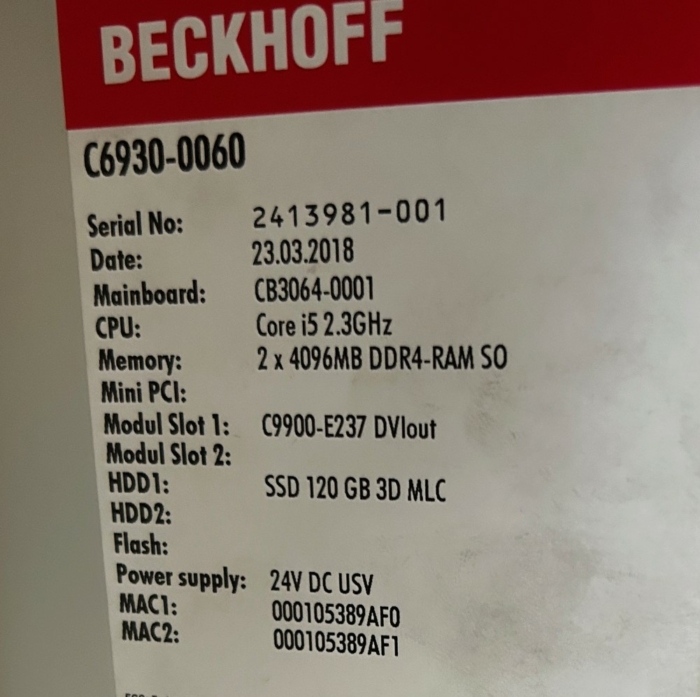 BECKHOFF
C6930-0060
Serial No: 2413981-001
Date: 23.03.2018
Mainboard: CB3064-0001
CPU: Core i5 2.3GHz
Memory: 2 x 4096MB DDR4-RAM SO
Mini PCI:
Modul Slot 1: C9900-E237 DVIout
Modul Slot 2:
HDD1: SSD 120 GB 3D MLC
HDD2:
Flash:
Power supply: 24V DC USV
MAC1: 000105389AF0
MAC2: 000105389AF1